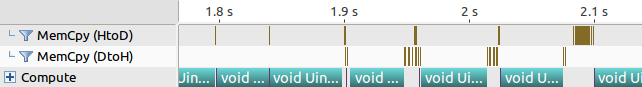 1.8 s 1.9 s 2 s 2.1 s
MemCpy (HtoD)
MemCpy (DtoH)
Compute Uin... void ... void Uin... void ... void Ui... void U... void Ui...